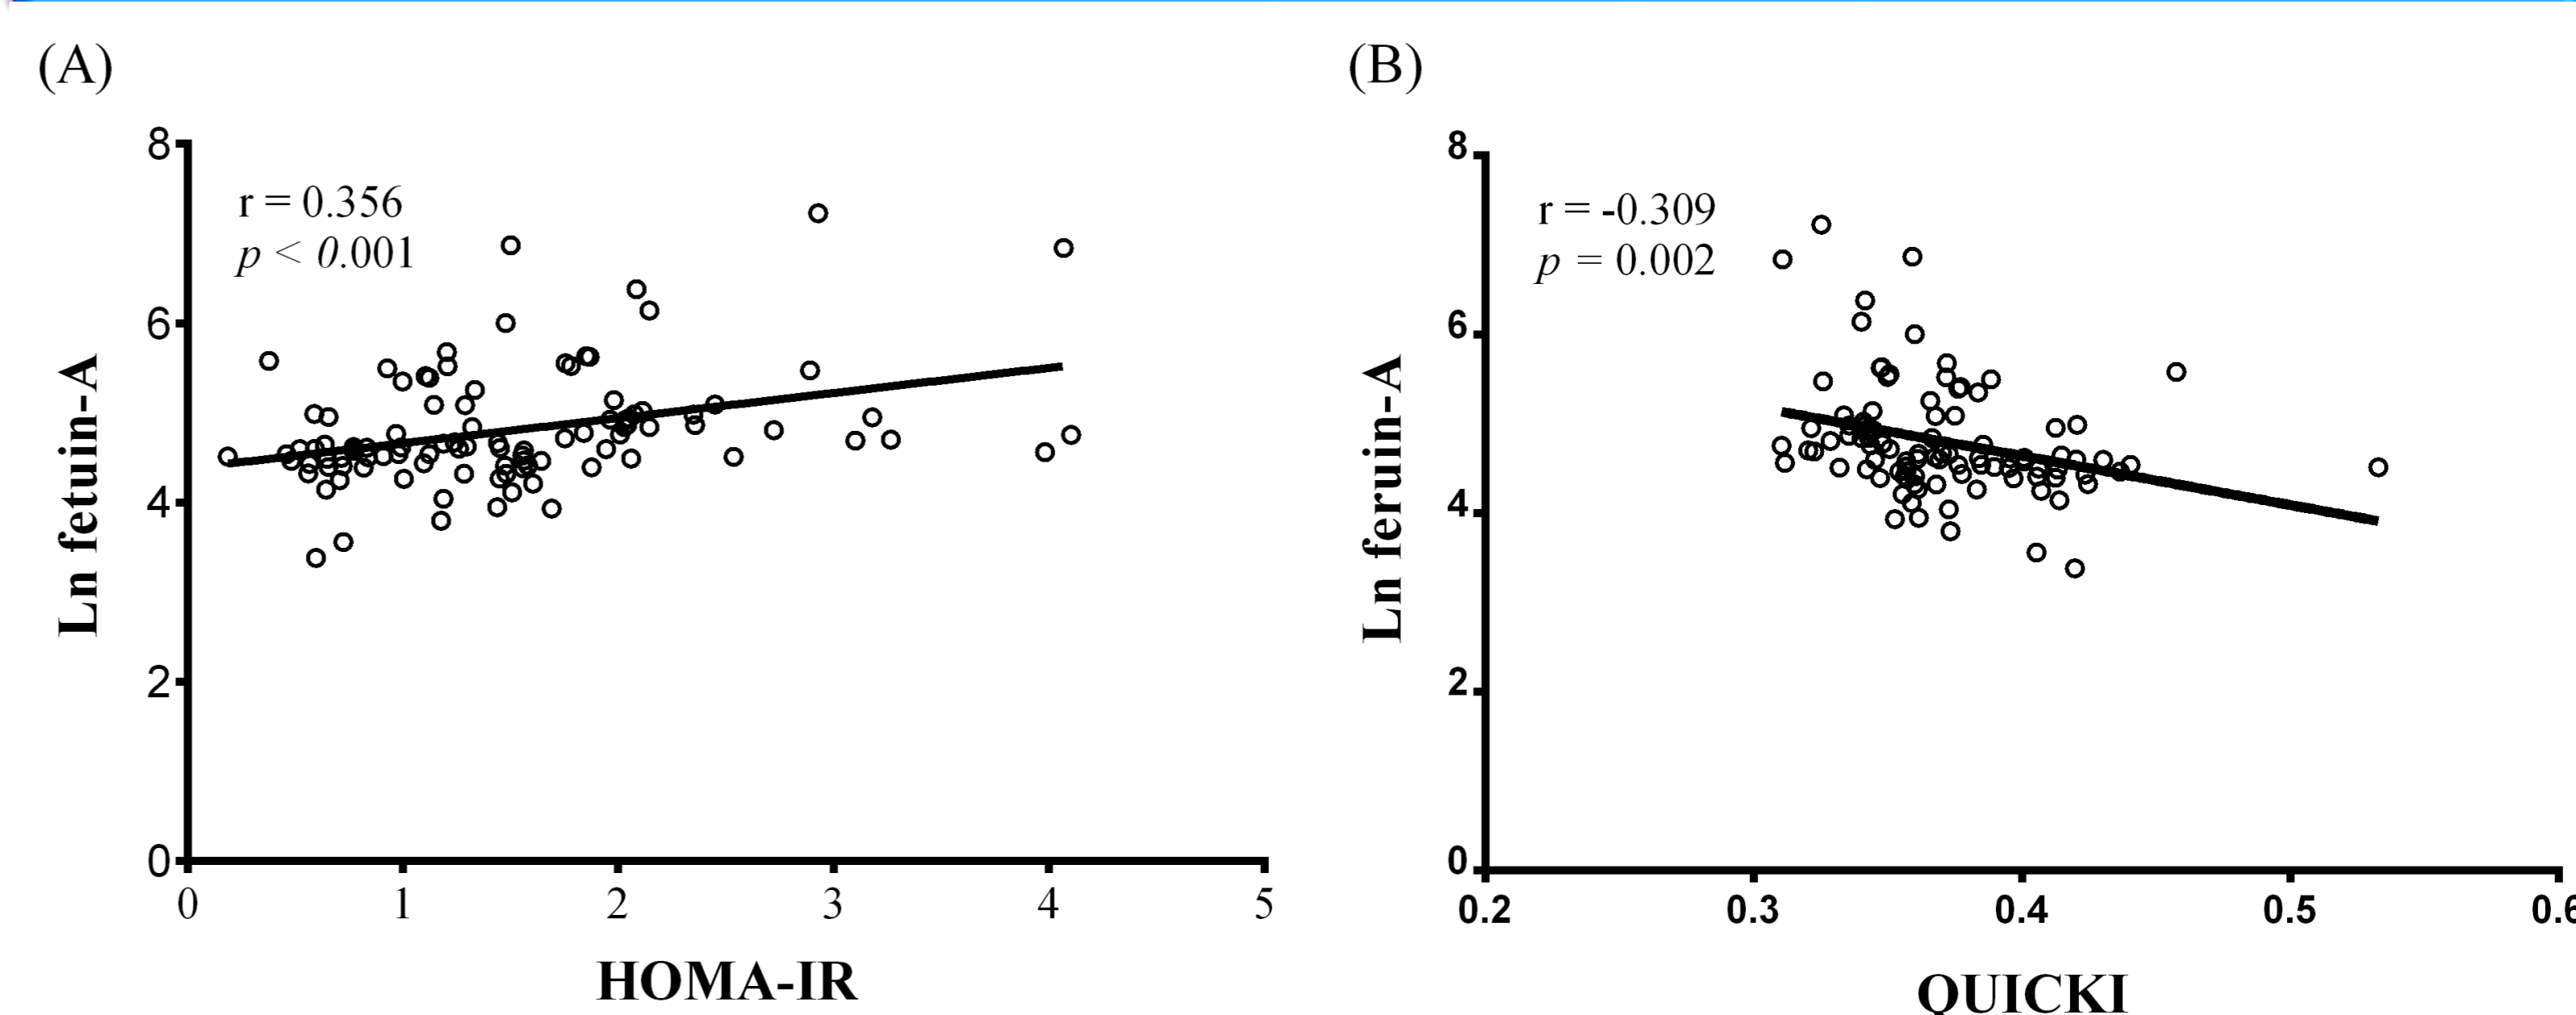 (A)
8
6
4
2
0
r = 0.356
p < 0.001
Ln fetuin-A
0 1 2 3 4 5
HOMA-IR
(B)
8
6
4
2
0
r = -0.309
p = 0.002
Ln feruin-A
0.2 0.3 0.4 0.5 0.6
QUICKI